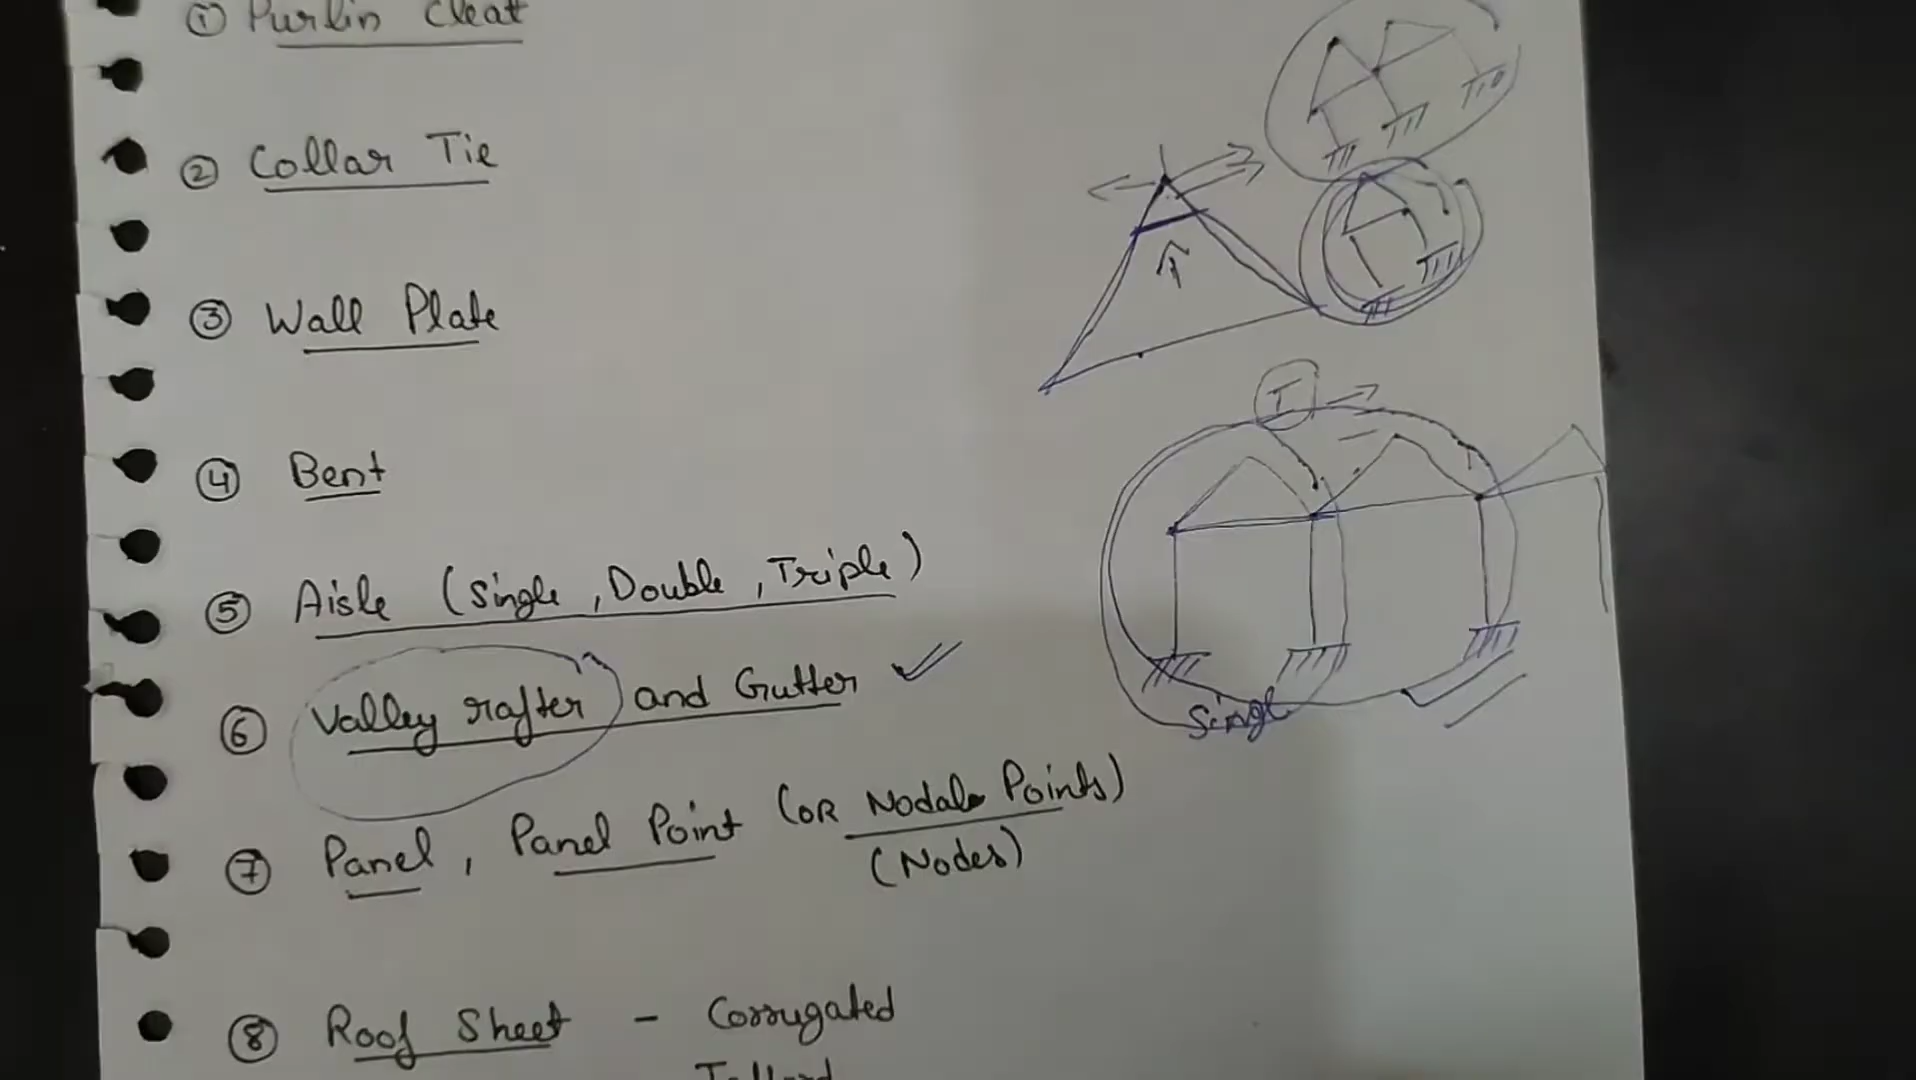 ① Purlin Cleat
② Collar Tie
③ Wall Plate
④ Bent
⑤ Aisle (Single, Double, Triple)
⑥ Valley rafter and Gutter ✓
⑦ Panel, Panel Point (OR Nodal Points)
(Nodes)
⑧ Roof Sheet - Corrugated
T
Singl